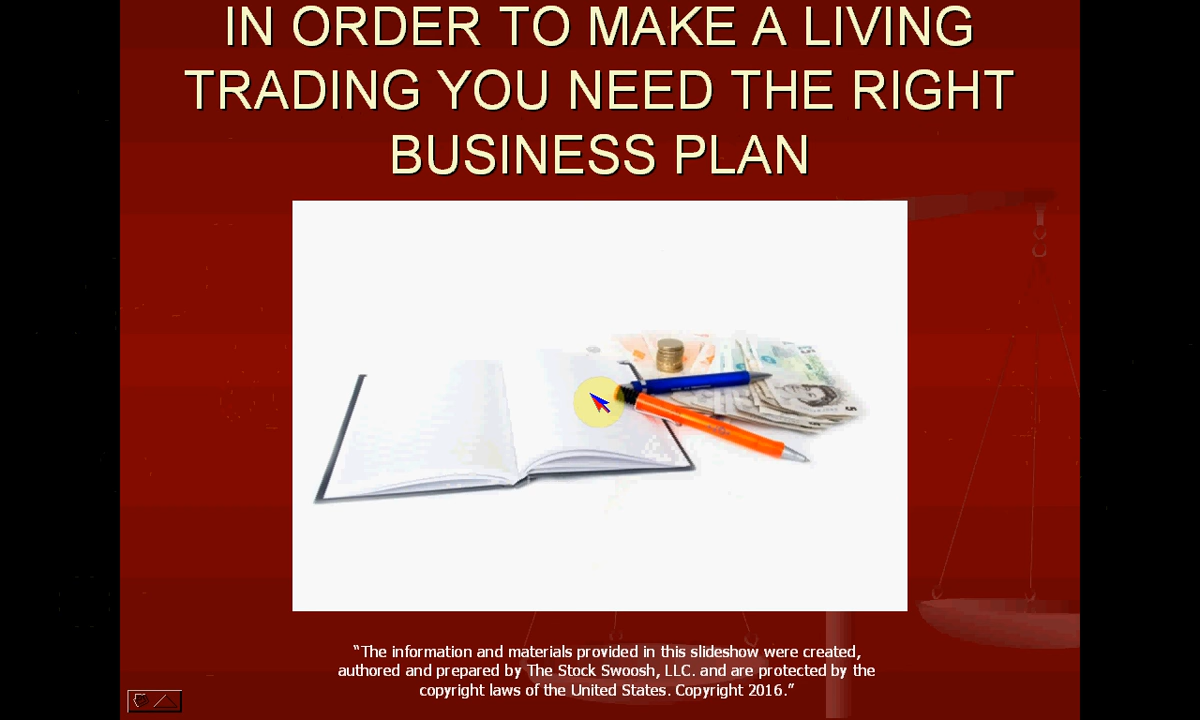 IN ORDER TO MAKE A LIVING
TRADING YOU NEED THE RIGHT
BUSINESS PLAN
“The information and materials provided in this slideshow were created,
authored and prepared by The Stock Swoosh, LLC. and are protected by the
copyright laws of the United States. Copyright 2016.”